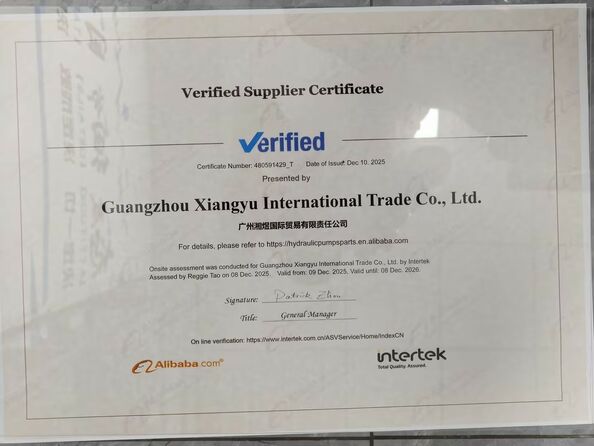 Verified Supplier Certificate
Verified
Certificate Number: 480591429_T Date of Issue: Dec 10. 2025
Presented by
Guangzhou Xiangyu International Trade Co., Ltd.
广州湘煜国际贸易有限责任公司
For details, please refer to https://hydraulicpumpsparts.en.alibaba.com
Onsite assessment was conducted for Guangzhou Xiangyu International Trade Co., Ltd. by Intertek
Assessed by Reggie Tao on 08 Dec. 2025. Valid from: 09 Dec. 2025. Valid until: 08 Dec. 2026.
Signature: Patrick Zhou
Title: General Manager
On line verification: https://www.intertek.com.cn/ASVService/Home/IndexCN
Alibaba.com®
intertek
Total Quality. Assured.